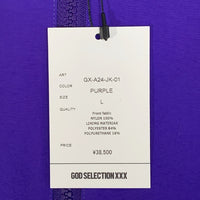 ART
GX-A24-JK-01
COLOR
PURPLE
SIZE
L
QUALITY
Front fabric
NYLON 100%
LINING MATERIAL
POLYESTER 84%
POLYURETHANE 16%
PRICE
¥38,500
GOD SELECTION XXX